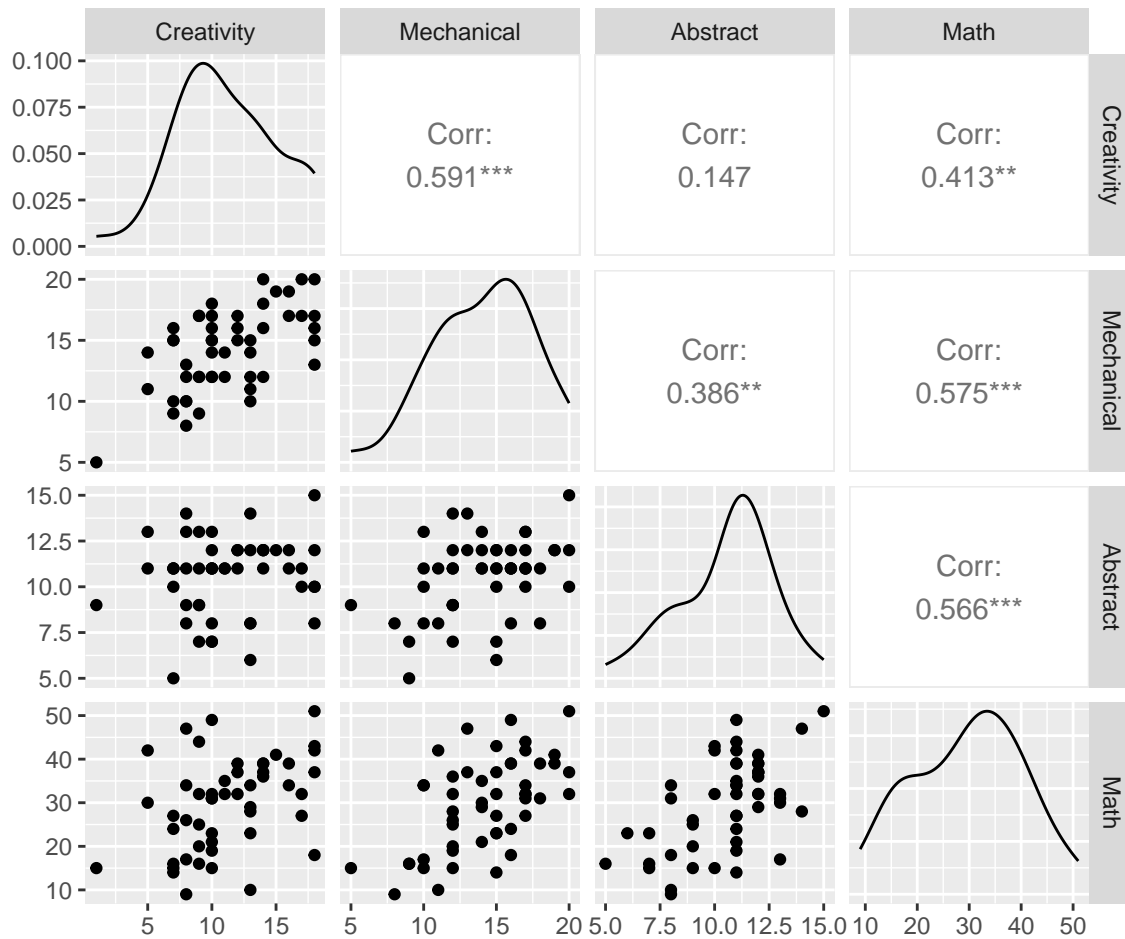 Creativity Mechanical Abstract Math
0.100
0.075
0.050
0.025
0.000
Corr:
0.591***
Corr:
0.147
Corr:
0.413**
Creativity
20
15
10
5
Corr:
0.386**
Corr:
0.575***
Mechanical
15.0
12.5
10.0
7.5
5.0
Corr:
0.566***
Abstract
50
40
30
20
10
Math
5 10 15 5 10 15 20 5.0 7.5 10.0 12.5 15.0 10 20 30 40 50